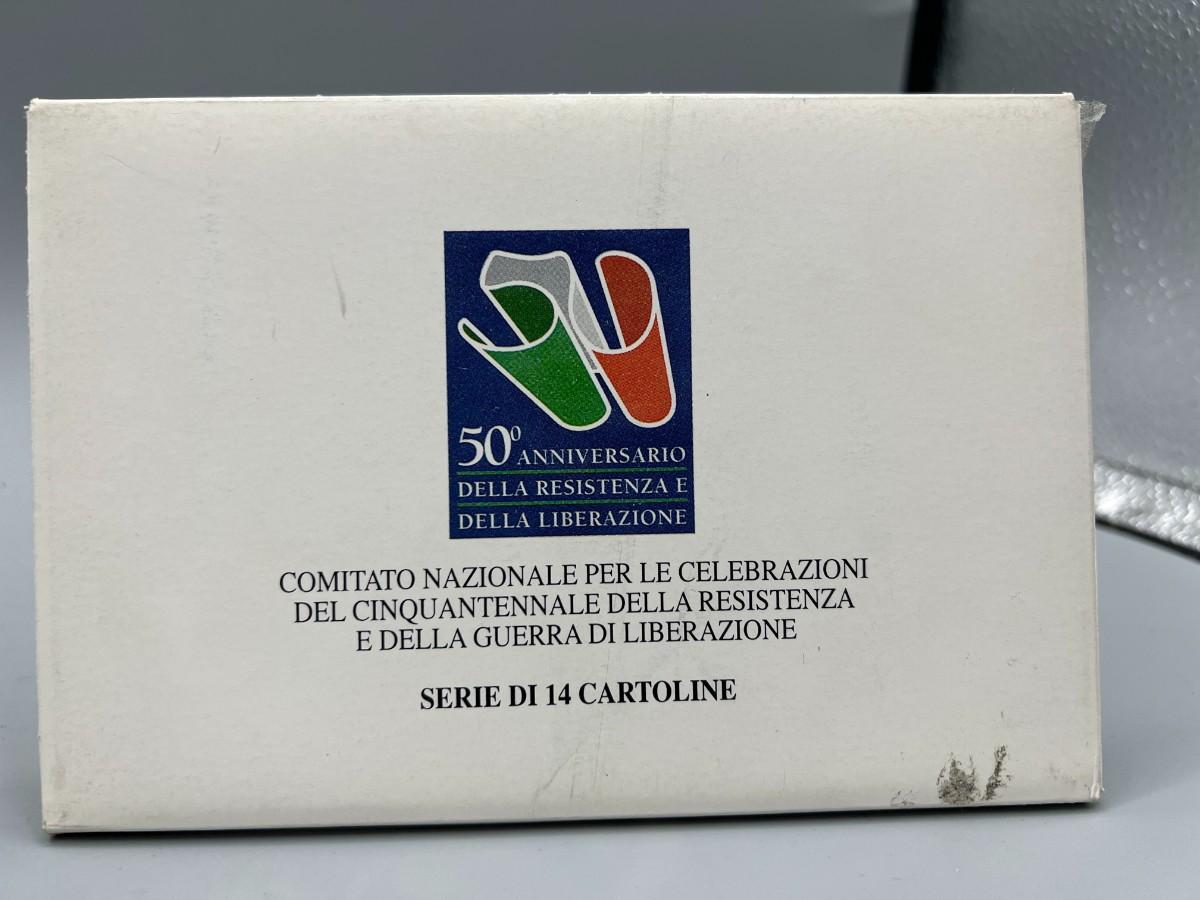 50º ANNIVERSARIO
DELLA RESISTENZA E
DELLA LIBERAZIONE
COMITATO NAZIONALE PER LE CELEBRAZIONI
DEL CINQUANTENNALE DELLA RESISTENZA
E DELLA GUERRA DI LIBERAZIONE
SERIE DI 14 CARTOLINE